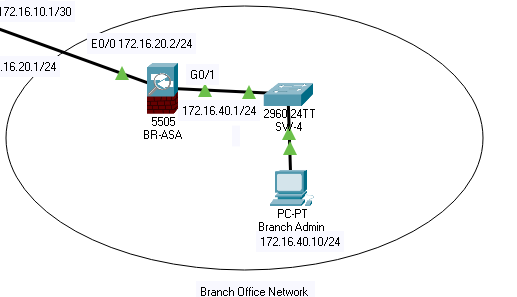 172.16.10.1/30
E0/0 172.16.20.2/24
.16.20.1/24
G0/1
172.16.40.1/24
5505
BR-ASA
2960 24TT
SW-4
PC-PT
Branch Admin
172.16.40.10/24
Branch Office Network